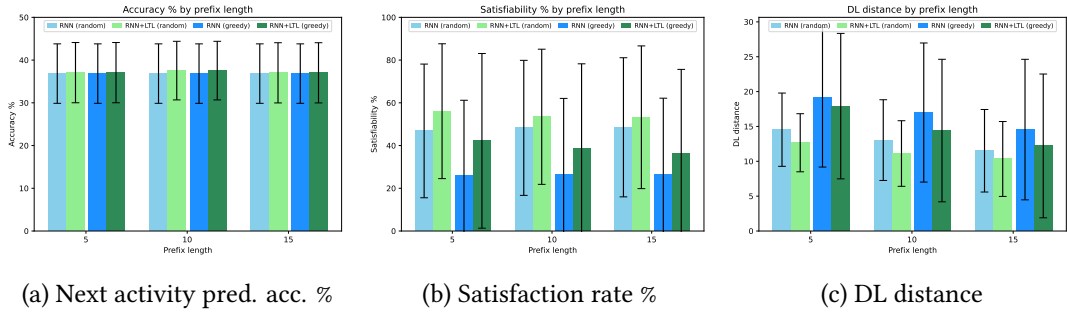 Accuracy % by prefix length
RNN (random) RNN+LTL (random) RNN (greedy) RNN+LTL (greedy)
50
40
30
20
10
0
Accuracy %
5 10 15
Prefix length
(a) Next activity pred. acc. %
Satisfiability % by prefix length
RNN (random) RNN+LTL (random) RNN (greedy) RNN+LTL (greedy)
100
80
60
40
20
0
Satisfiability %
5 10 15
Prefix length
(b) Satisfaction rate %
DL distance by prefix length
RNN (random) RNN+LTL (random) RNN (greedy) RNN+LTL (greedy)
30
25
20
15
10
5
0
DL distance
5 10 15
Prefix length
(c) DL distance